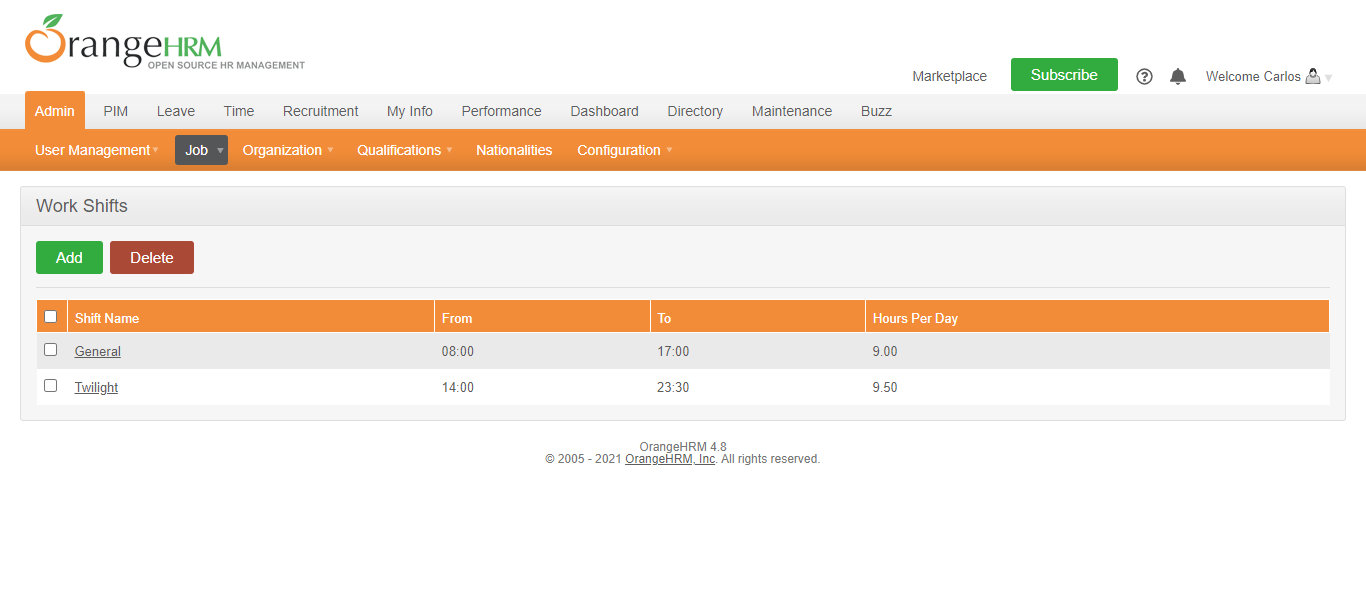 OrangeHRM
OPEN SOURCE HR MANAGEMENT
Marketplace Subscribe Welcome Carlos
Admin PIM Leave Time Recruitment My Info Performance Dashboard Directory Maintenance Buzz
User Management Job Organization Qualifications Nationalities Configuration
Work Shifts
Add Delete
Shift Name From To Hours Per Day
General 08:00 17:00 9.00
Twilight 14:00 23:30 9.50
OrangeHRM 4.8
© 2005 - 2021 OrangeHRM, Inc. All rights reserved.